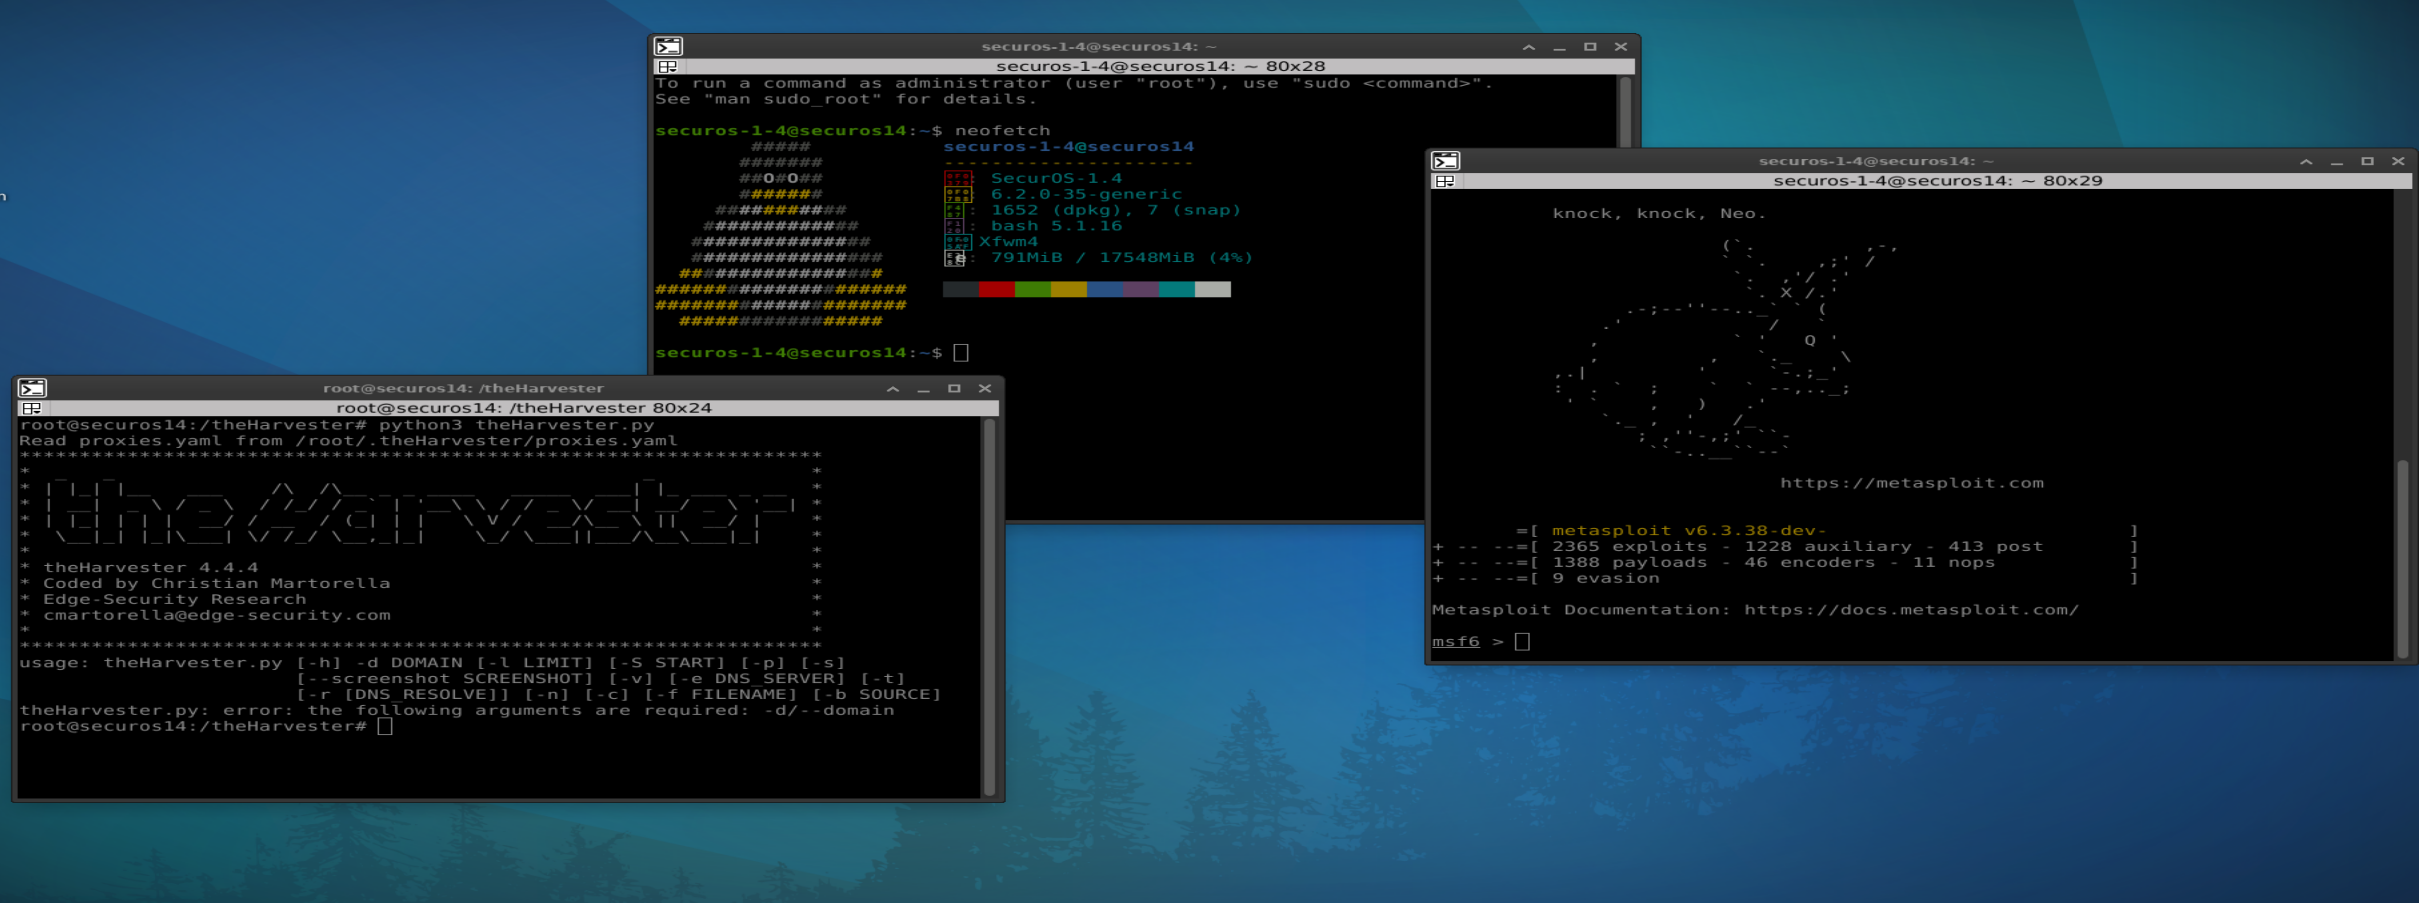 securos-1-4@securos14: ~
securos-1-4@securos14: ~ 80x28
To run a command as administrator (user "root"), use "sudo <command>".
See "man sudo_root" for details.
securos-1-4@securos14:~$ neofetch
securos-1-4@securos14
---------------------
: SecurOS-1.4
: 6.2.0-35-generic
: 1652 (dpkg), 7 (snap)
: bash 5.1.16
Xfwm4
: 791MiB / 17548MiB (4%)
securos-1-4@securos14:~$
root@securos14: /theHarvester
root@securos14: /theHarvester 80x24
root@securos14:/theHarvester# python3 theHarvester.py
Read proxies.yaml from /root/.theHarvester/proxies.yaml
*******************************************************************
theHarvester
* theHarvester 4.4.4 *
* Coded by Christian Martorella *
* Edge-Security Research *
* cmartorella@edge-security.com *
* *
*******************************************************************
usage: theHarvester.py [-h] -d DOMAIN [-l LIMIT] [-S START] [-p] [-s]
[--screenshot SCREENSHOT] [-v] [-e DNS_SERVER] [-t]
[-r [DNS_RESOLVE]] [-n] [-c] [-f FILENAME] [-b SOURCE]
theHarvester.py: error: the following arguments are required: -d/--domain
root@securos14:/theHarvester#
securos-1-4@securos14: ~
securos-1-4@securos14: ~ 80x29
knock, knock, Neo.
https://metasploit.com
=[ metasploit v6.3.38-dev- ]
+ -- --=[ 2365 exploits - 1228 auxiliary - 413 post ]
+ -- --=[ 1388 payloads - 46 encoders - 11 nops ]
+ -- --=[ 9 evasion ]
Metasploit Documentation: https://docs.metasploit.com/
msf6 >